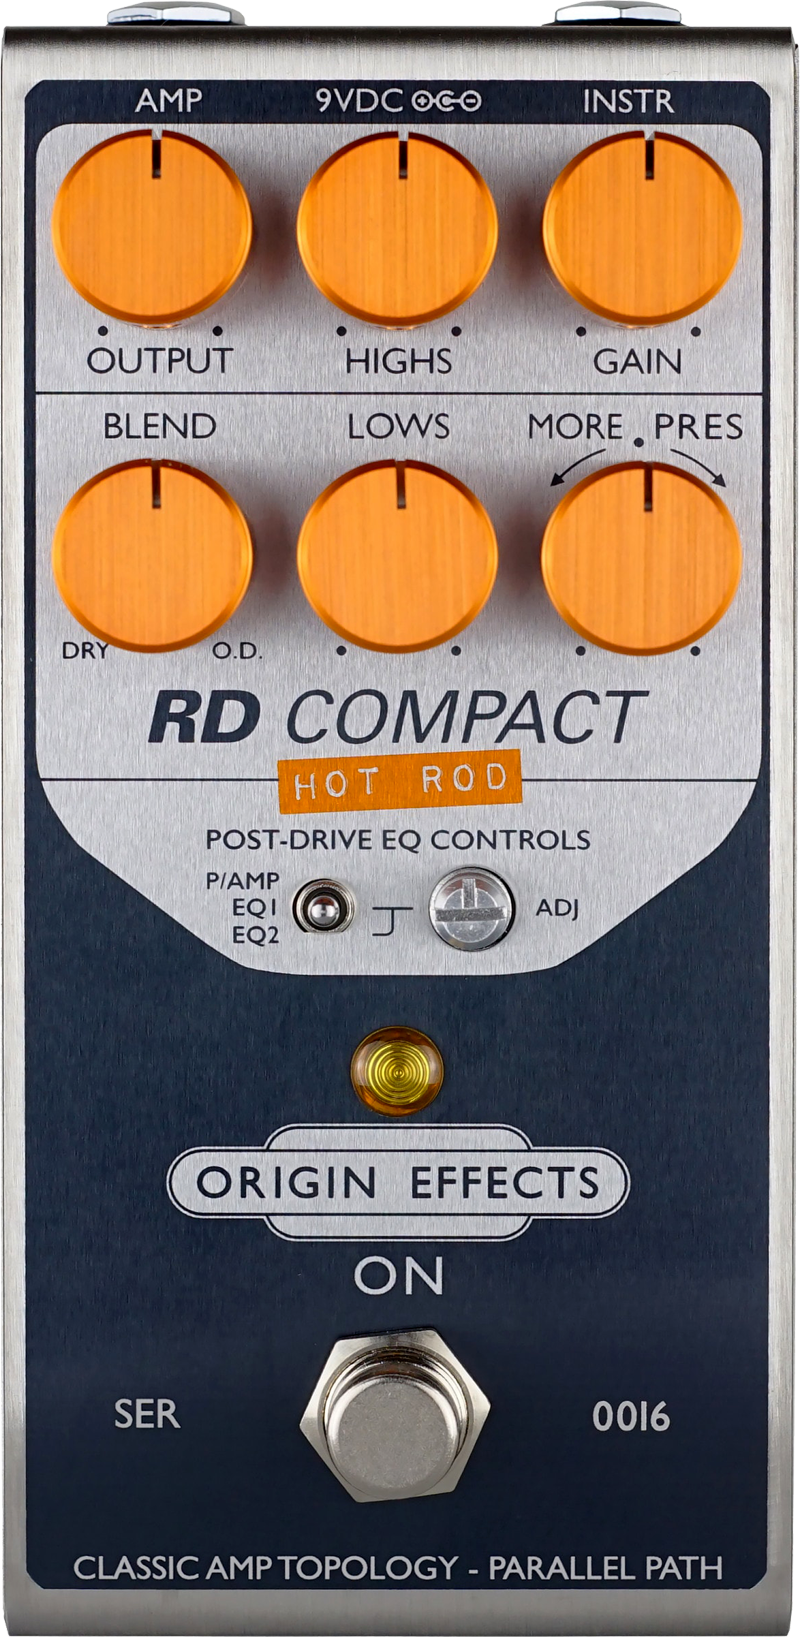 AMP 9VDC INSTR
OUTPUT HIGHS GAIN
BLEND LOWS MORE PRES
DRY O.D.
RD COMPACT
HOT ROD
POST-DRIVE EQ CONTROLS
P/AMP
EQ1 ADJ
EQ2
ORIGIN EFFECTS
ON
SER 0016
CLASSIC AMP TOPOLOGY - PARALLEL PATH